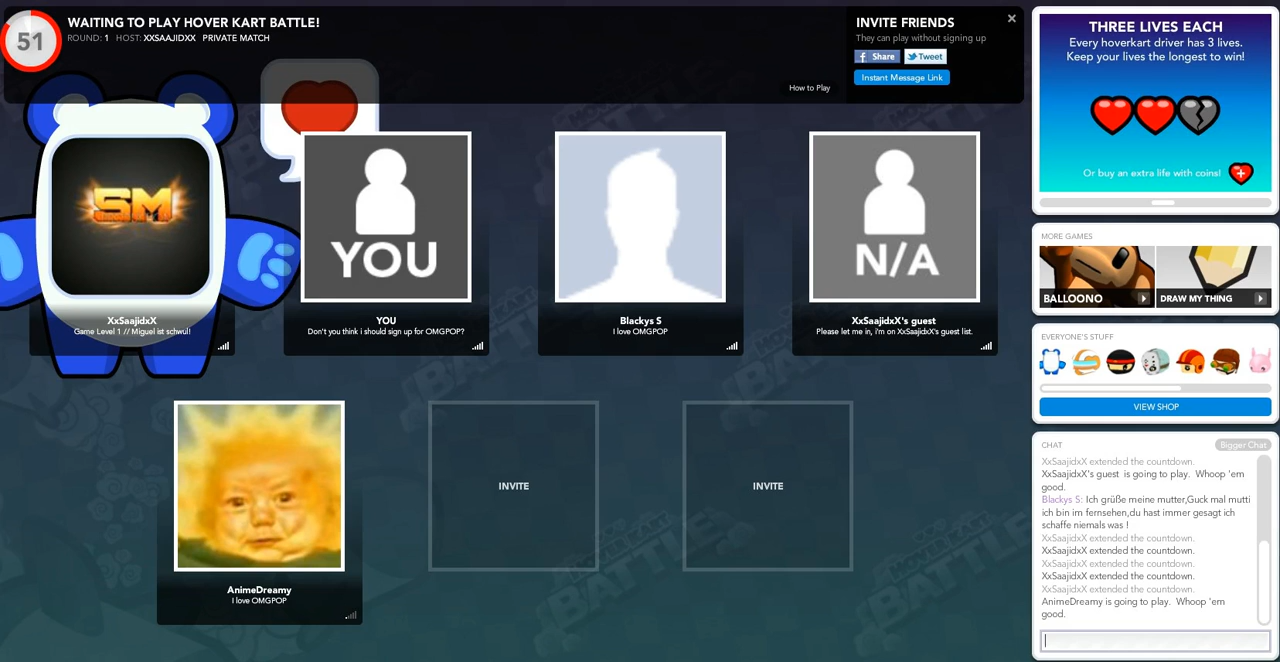 51
WAITING TO PLAY HOVER KART BATTLE!
ROUND: 1 HOST: XXSAAJIDXX PRIVATE MATCH
How to Play
INVITE FRIENDS
They can play without signing up
Share Tweet
Instant Message Link
SM
XxSaajidxX
Game Level 1 // Miguel ist schwul!
YOU
YOU
Don't you think i should sign up for OMGPOP?
Blackys S
I love OMGPOP
N/A
XxSaajidxX's guest
Please let me in, i'm on XxSaajidxX's guest list.
AnimeDreamy
I love OMGPOP
INVITE
INVITE
THREE LIVES EACH
Every hoverkart driver has 3 lives.
Keep your lives the longest to win!
Or buy an extra life with coins!
MORE GAMES
BALLOONO
DRAW MY THING
EVERYONE'S STUFF
VIEW SHOP
CHAT
Bigger Chat
XxSaajidxX extended the countdown.
XxSaajidxX's guest is going to play. Whoop 'em
good.
Blackys S: Ich grüße meine mutter,Guck mal mutti
ich bin im fernsehen,du hast immer gesagt ich
schaffe niemals was !
XxSaajidxX extended the countdown.
XxSaajidxX extended the countdown.
XxSaajidxX extended the countdown.
XxSaajidxX extended the countdown.
XxSaajidxX extended the countdown.
AnimeDreamy is going to play. Whoop 'em
good.